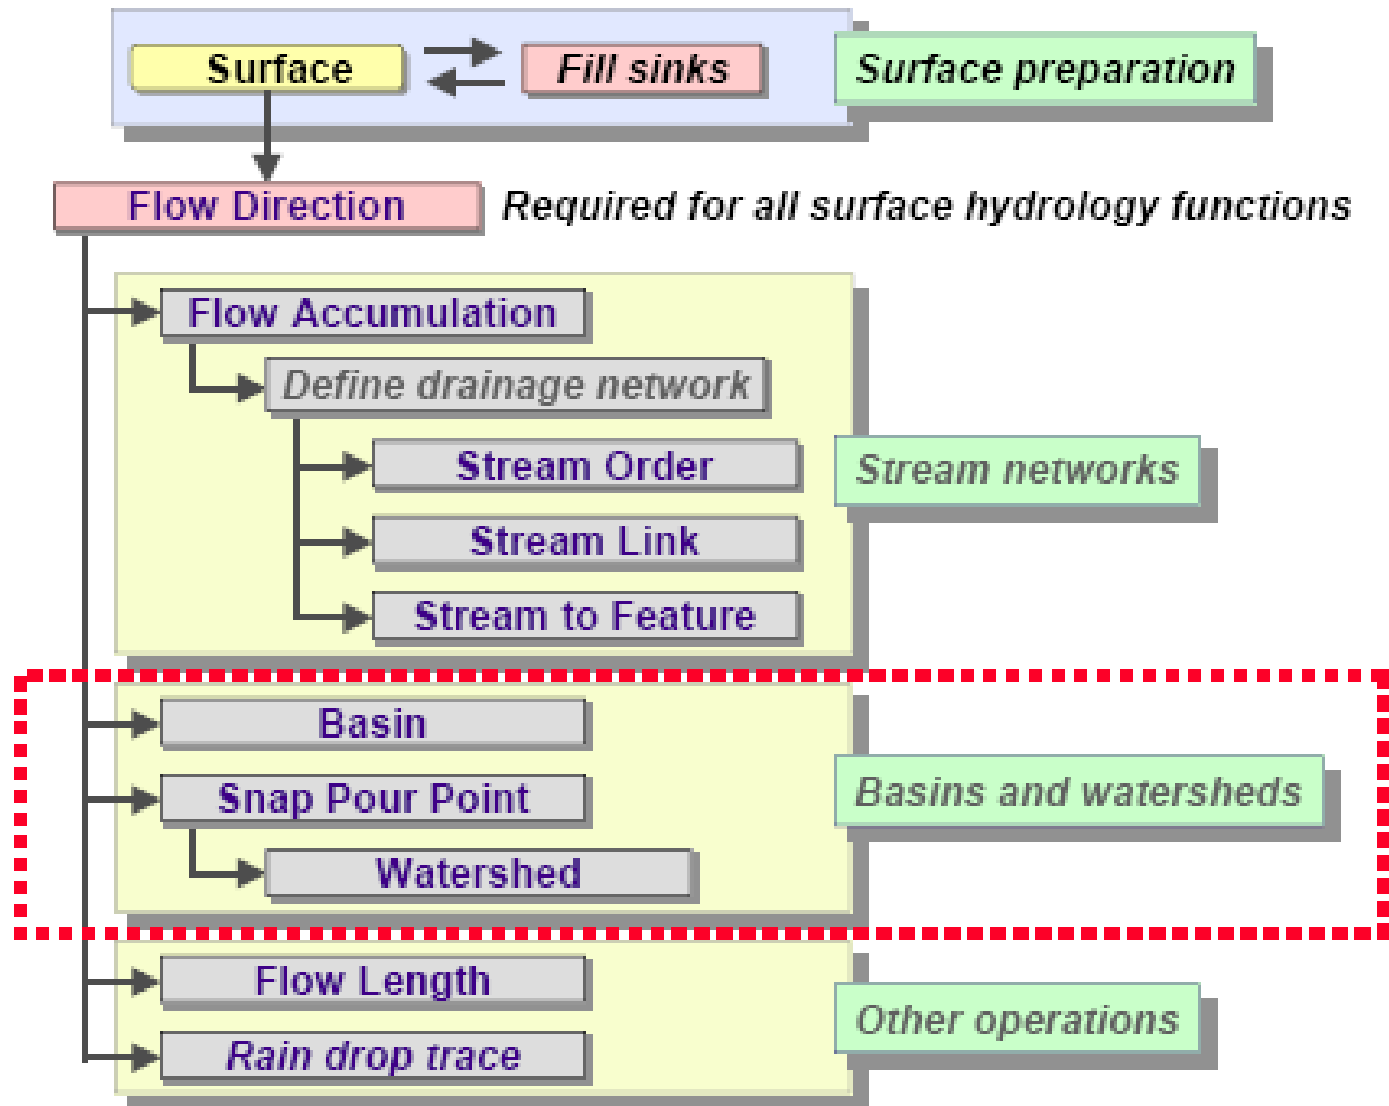 Surface
Fill sinks
Surface preparation
Flow Direction
Required for all surface hydrology functions
Flow Accumulation
Define drainage network
Stream Order
Stream networks
Stream Link
Stream to Feature
Basin
Snap Pour Point
Basins and watersheds
Watershed
Flow Length
Other operations
Rain drop trace